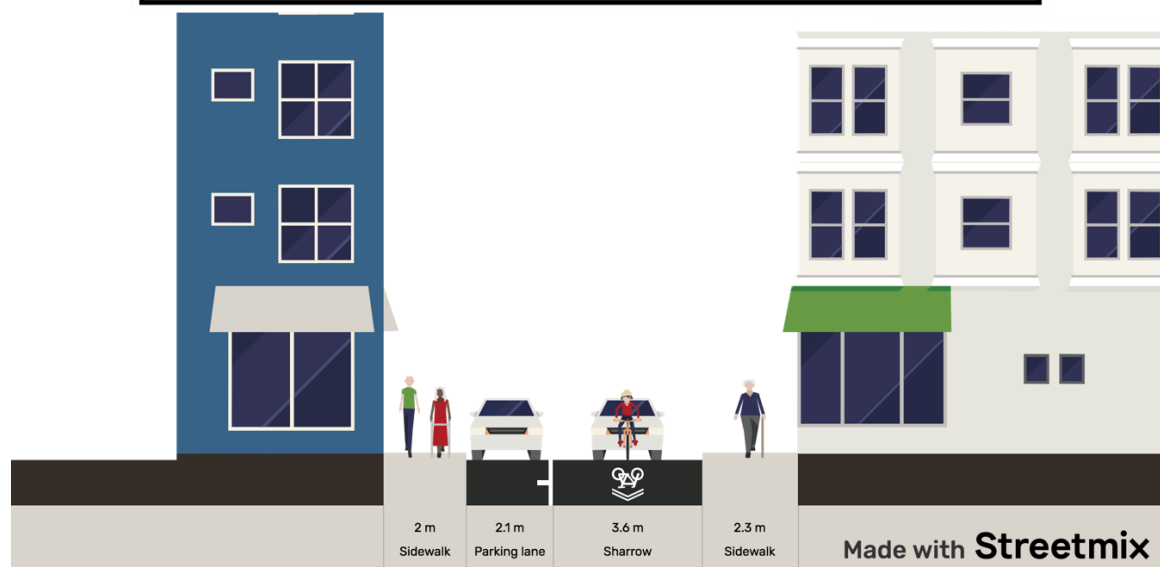 2 m
Sidewalk
2.1 m
Parking lane
3.6 m
Sharrow
2.3 m
Sidewalk
Made with Streetmix